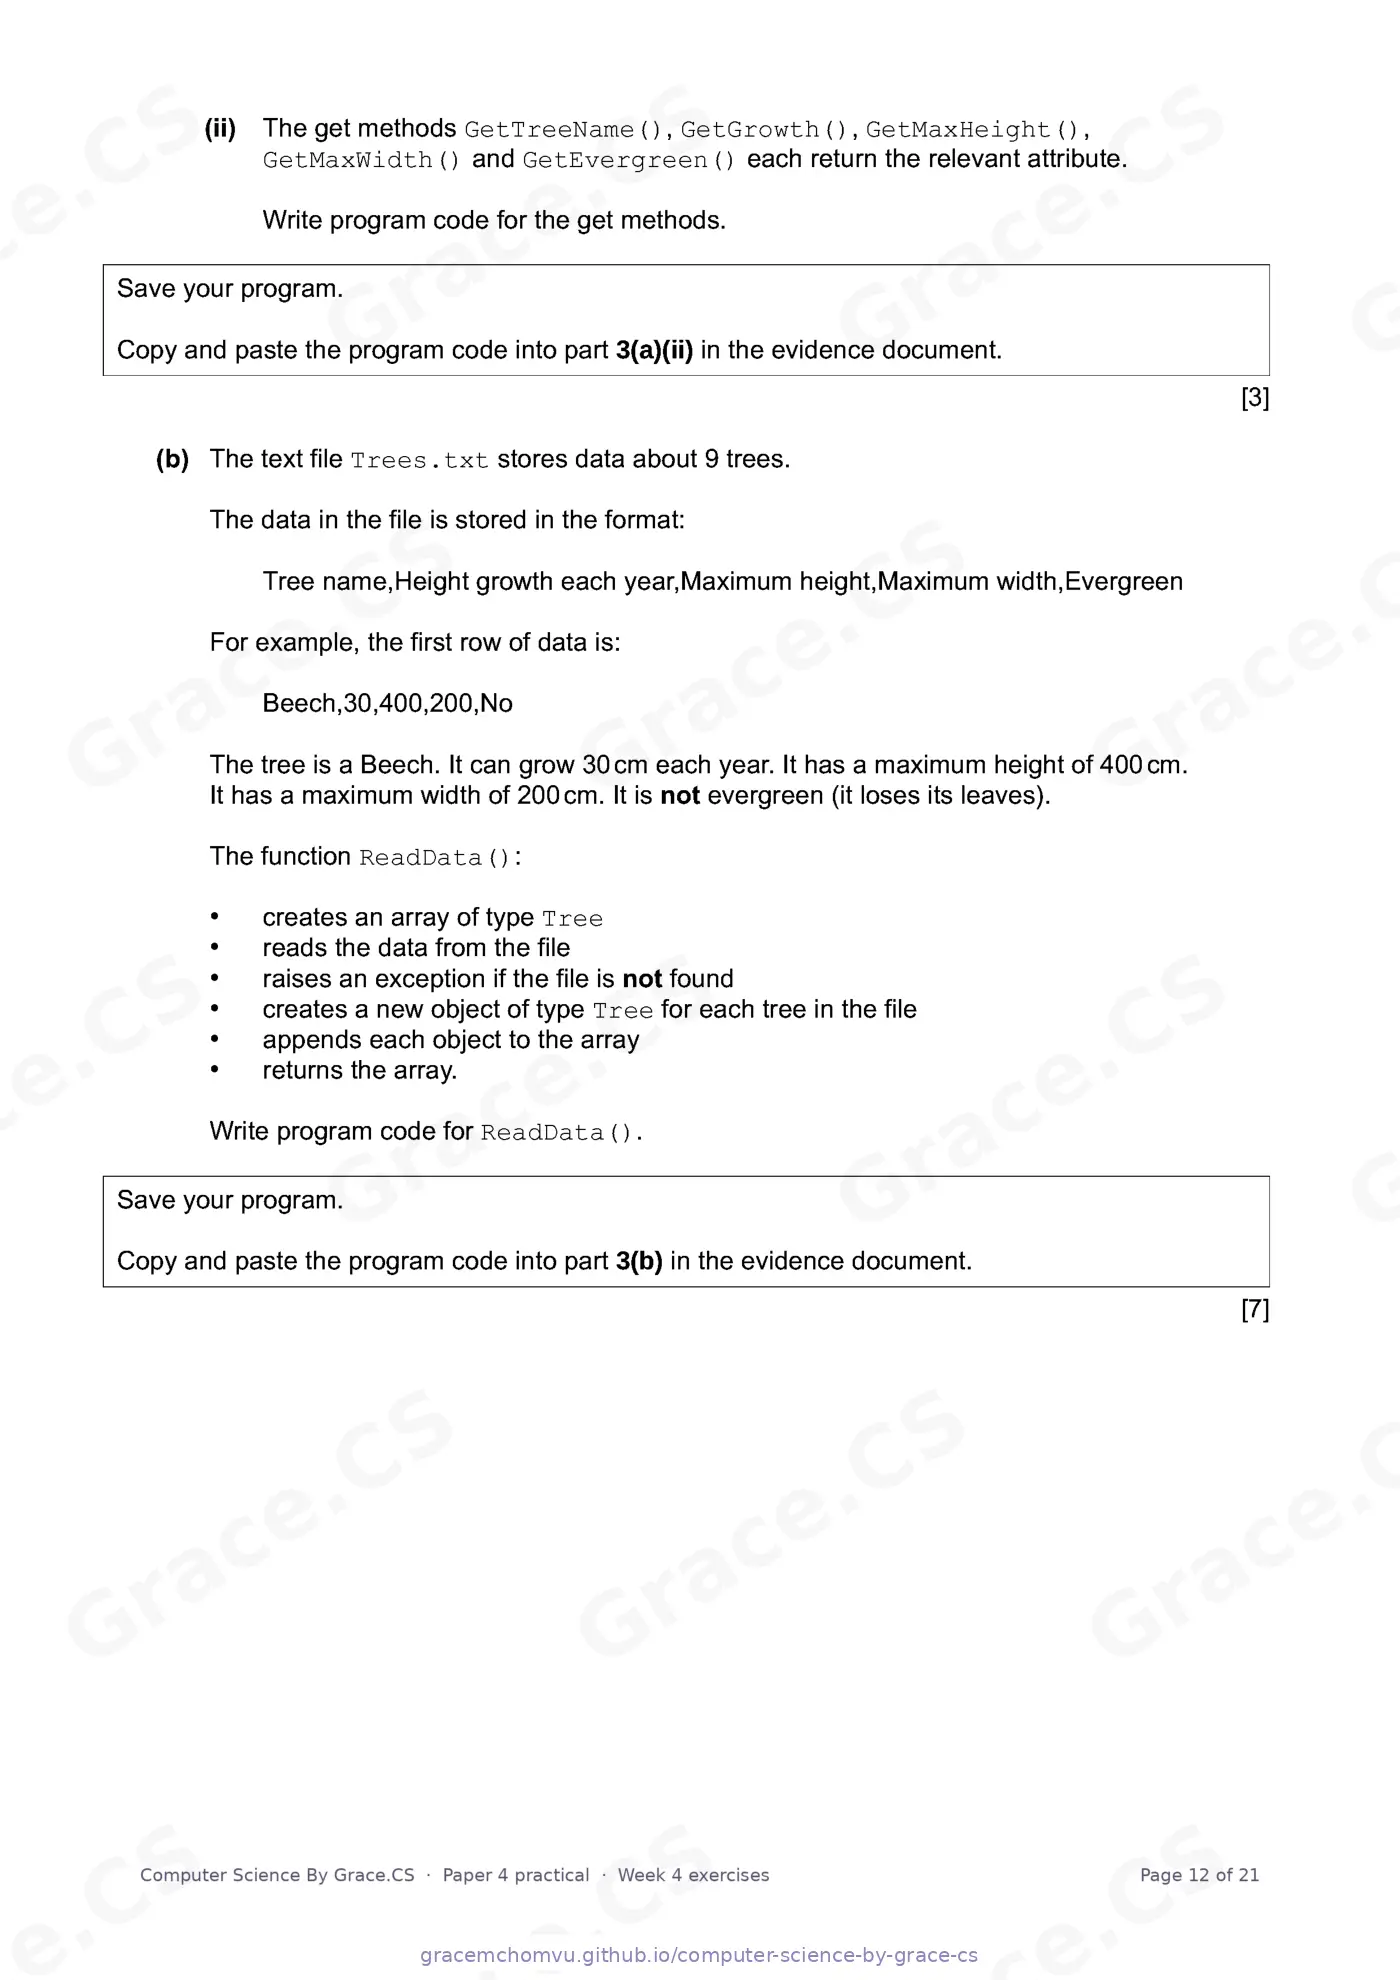 (ii) The get methods GetTreeName(), GetGrowth(), GetMaxHeight(),
GetMaxWidth() and GetEvergreen() each return the relevant attribute.
Write program code for the get methods.
Save your program.
Copy and paste the program code into part 3(a)(ii) in the evidence document.
[3]
(b) The text file Trees.txt stores data about 9 trees.
The data in the file is stored in the format:
Tree name,Height growth each year,Maximum height,Maximum width,Evergreen
For example, the first row of data is:
Beech,30,400,200,No
The tree is a Beech. It can grow 30 cm each year. It has a maximum height of 400 cm.
It has a maximum width of 200 cm. It is not evergreen (it loses its leaves).
The function ReadData():
• creates an array of type Tree
• reads the data from the file
• raises an exception if the file is not found
• creates a new object of type Tree for each tree in the file
• appends each object to the array
• returns the array.
Write program code for ReadData().
Save your program.
Copy and paste the program code into part 3(b) in the evidence document.
[7]
Computer Science By Grace.CS · Paper 4 practical · Week 4 exercises Page 12 of 21
gracemchomvu.github.io/computer-science-by-grace-cs